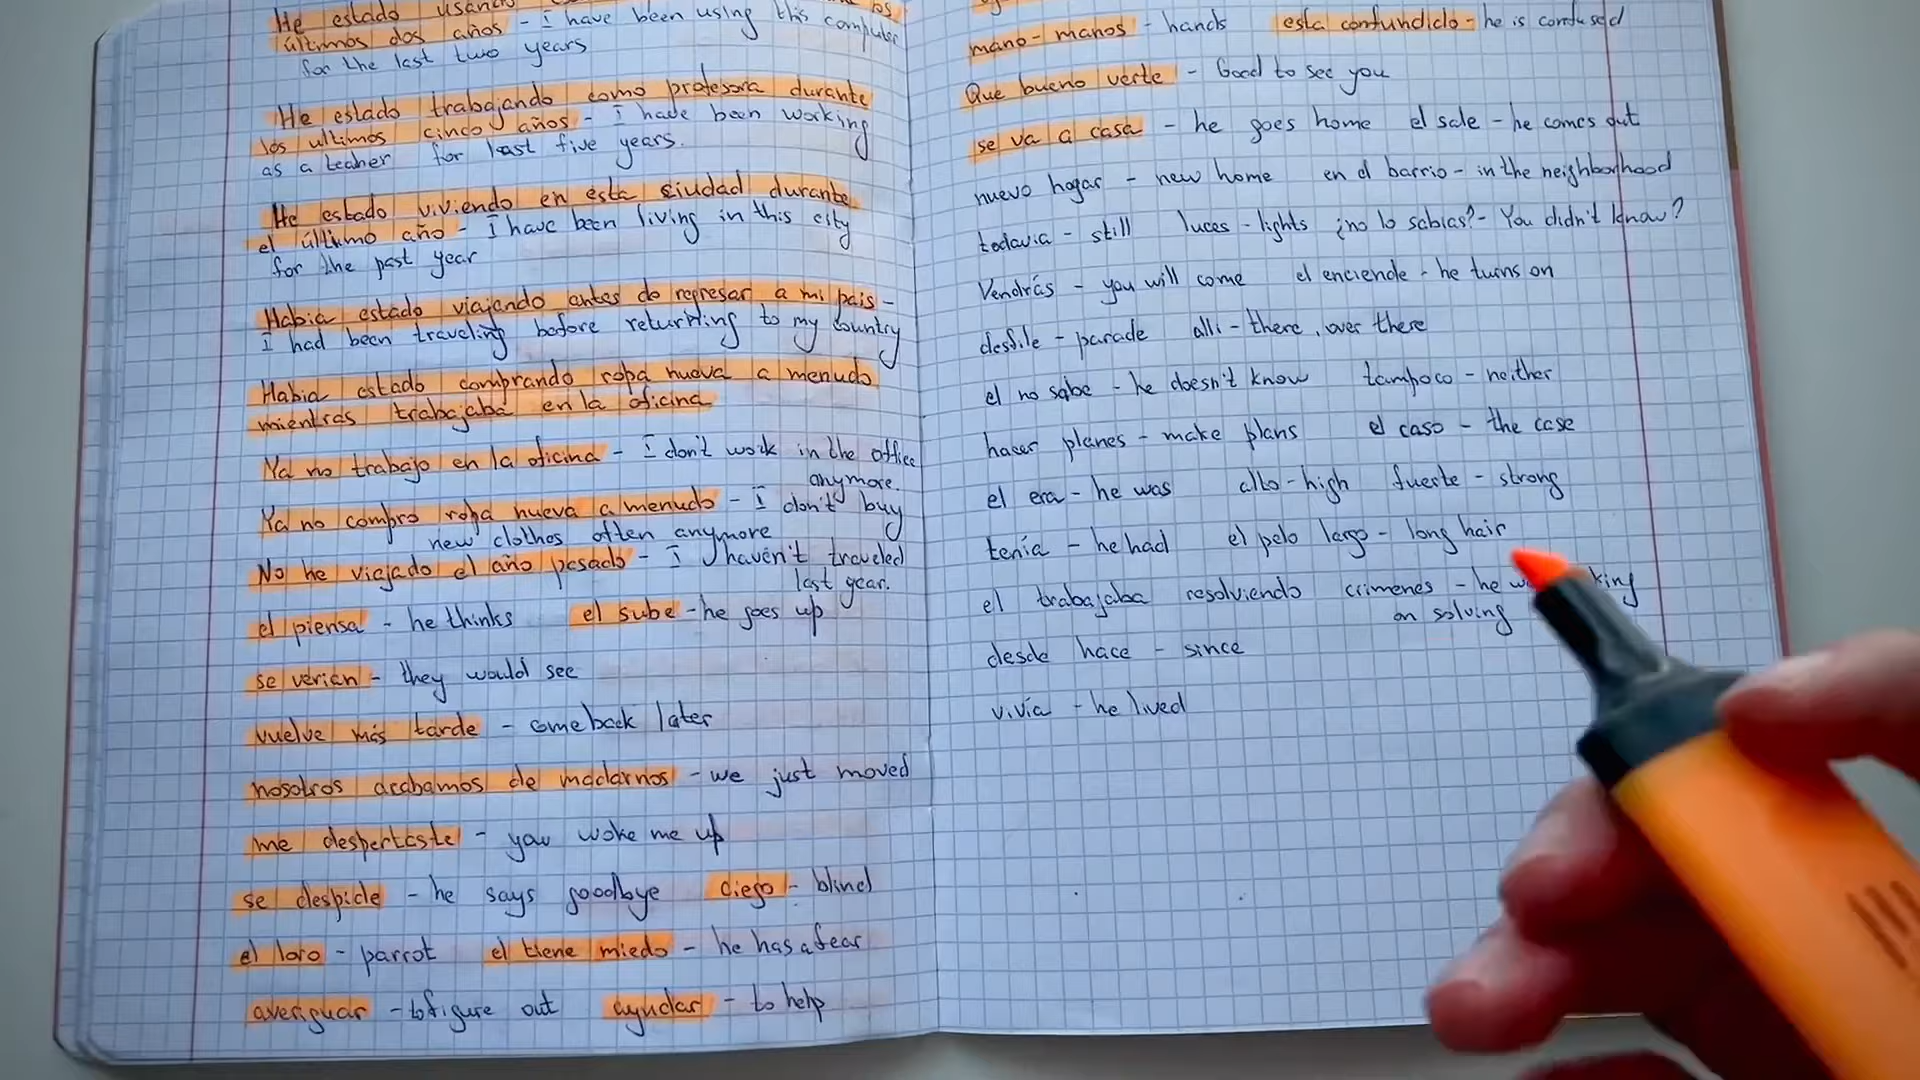 He estado usando los
últimos dos años - I have been using this computer
for the last two years
He estado trabajando como profesora durante
los ultimos cinco años - I have been working
as a teacher for last five years.
He estado viviendo en esta ciudad durante
el último año - I have been living in this city
for the past year
Habia estado viajando antes de regresar a mi pais -
I had been traveling before returning to my country
Habia estado comprando ropa nueva a menudo
mientras trabajaba en la oficina
Ya no trabajo en la oficina - I don't work in the office
anymore.
Ya no compro ropa nueva a menudo - I don't buy
new clothes often anymore
No he viajado el año pasado - I haven't traveled
last year.
el piensa - he thinks el sube - he goes up
se verian - they would see
vuelve más tarde - come back later
nosotros acabamos de - we just moved
me despertaste - you woke me up
se despide - he says goodbye ciego - blind
el loro - parrot el tiene miedo - he has a fear
averiguar - to figure out ayudar - to help
mano - manos - hands esta confundido - he is confused
Que bueno verte - Good to see you
se va a casa - he goes home el sale - he comes out
nuevo hogar - new home en el barrio - in the neighborhood
todavia - still luces - lights ¿no lo sabias? - You didn't know?
Vendrás - you will come el enciende - he turns on
desfile - parade alli - there, over there
el no sabe - he doesn't know tampoco - neither
hacer planes - make plans el caso - the case
el era - he was alto - high fuerte - strong
tenía - he had el pelo largo - long hair
el trabajaba resolviendo crimenes - he
on solving
desde hace - since
vivía - he lived